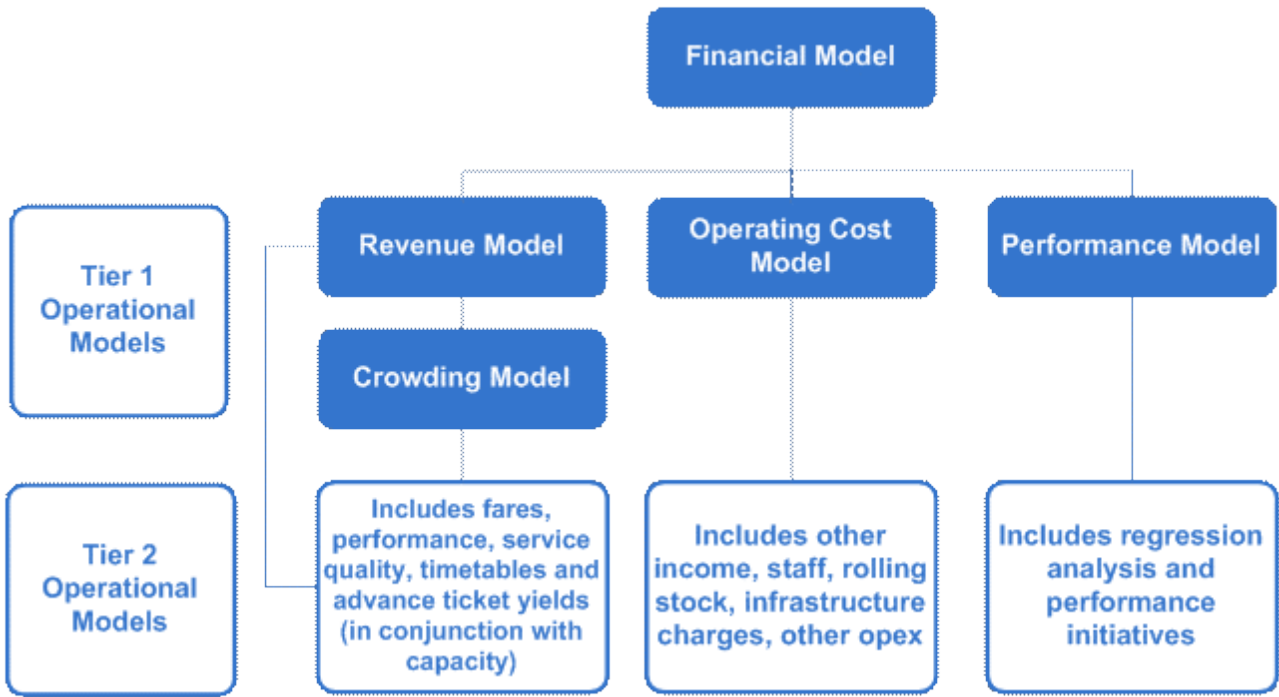 Financial Model
Revenue Model
Operating Cost
Model
Performance Model
Tier 1
Operational
Models
Crowding Model
Tier 2
Operational
Models
Includes fares,
performance, service
quality, timetables and
advance ticket yields
(in conjunction with
capacity)
Includes other
income, staff, rolling
stock, infrastructure
charges, other opex
Includes regression
analysis and
performance
initiatives